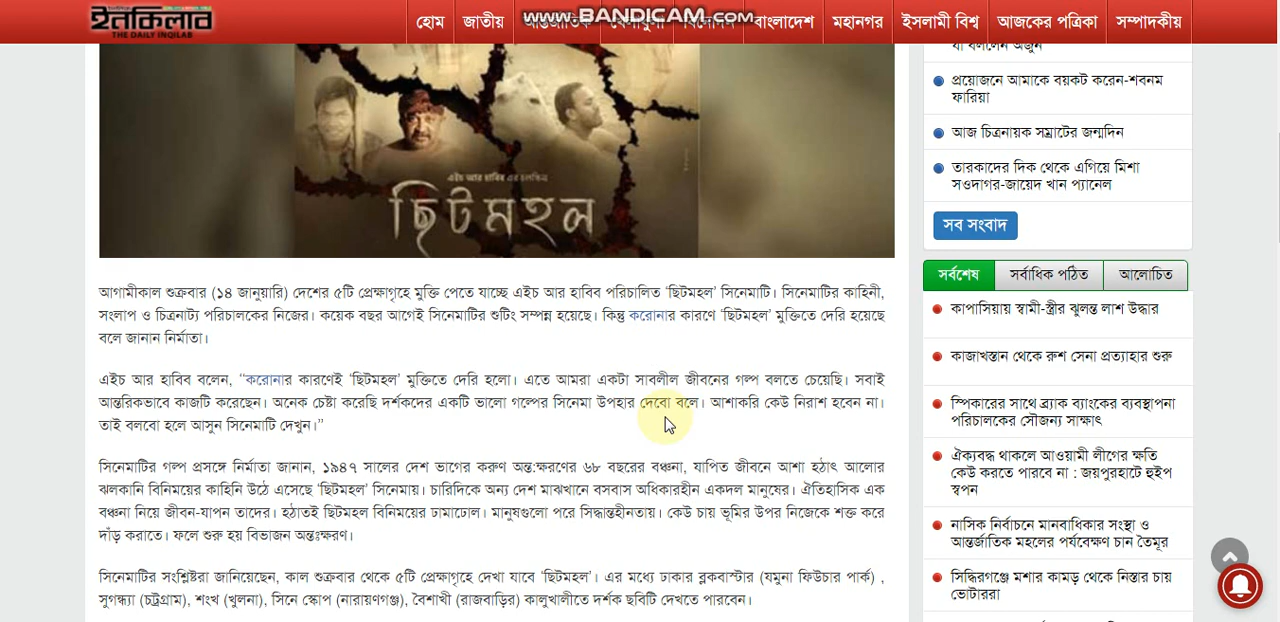 ইনকিলাব
THE DAILY INQILAB
হোম
জাতীয়
www.BANDICAM.com
বাংলাদেশ
মহানগর
ইসলামী বিশ্ব
আজকের পত্রিকা
সম্পাদকীয়
এইচ আর হাবিব এর চলচ্চিত্র
ছিটমহল
আগামীকাল শুক্রবার (১৪ জানুয়ারি) দেশের ৫টি প্রেক্ষাগৃহে মুক্তি পেতে যাচ্ছে এইচ আর হাবিব পরিচালিত ‘ছিটমহল’ সিনেমাটি। সিনেমাটির কাহিনী,
সংলাপ ও চিত্রনাট্য পরিচালকের নিজের। কয়েক বছর আগেই সিনেমাটির শুটিং সম্পন্ন হয়েছে। কিন্তু করোনার কারণে ‘ছিটমহল’ মুক্তিতে দেরি হয়েছে
বলে জানান নির্মাতা।
এইচ আর হাবিব বলেন, ‘‘করোনার কারণেই ‘ছিটমহল’ মুক্তিতে দেরি হলো। এতে আমরা একটা সাবলীল জীবনের গল্প বলতে চেয়েছি। সবাই
আন্তরিকভাবে কাজটি করেছেন। অনেক চেষ্টা করেছি দর্শকদের একটি ভালো গল্পের সিনেমা উপহার দেবো বলে। আশাকরি কেউ নিরাশ হবেন না।
তাই বলবো হলে আসুন সিনেমাটি দেখুন।’’
সিনেমাটির গল্প প্রসঙ্গে নির্মাতা জানান, ১৯৪৭ সালের দেশ ভাগের করুণ অন্ত:ক্ষরণের ৬৮ বছরের বঞ্চনা, যাপিত জীবনে আশা হঠাৎ আলোর
ঝলকানি বিনিময়ের কাহিনি উঠে এসেছে ‘ছিটমহল’ সিনেমায়। চারিদিকে অন্য দেশ মাঝখানে বসবাস অধিকারহীন একদল মানুষের। ঐতিহাসিক এক
বঞ্চনা নিয়ে জীবন-যাপন তাদের। হঠাতই ছিটমহল বিনিময়ের ঢামাঢোল। মানুষগুলো পরে সিদ্ধান্তহীনতায়। কেউ চায় ভূমির উপর নিজেকে শক্ত করে
দাঁড় করাতে। ফলে শুরু হয় বিভাজন অন্তঃক্ষরণ।
সিনেমাটির সংশ্লিষ্টরা জানিয়েছেন, কাল শুক্রবার থেকে ৫টি প্রেক্ষাগৃহে দেখা যাবে ‘ছিটমহল’। এর মধ্যে ঢাকার ব্লকবাস্টার (যমুনা ফিউচার পার্ক) ,
সুগন্ধ্যা (চট্রগ্রাম), শংখ (খুলনা), সিনে স্কোপ (নারায়ণগঞ্জ), বৈশাখী (রাজবাড়ির) কালুখালীতে দর্শক ছবিটি দেখতে পারবেন।
যা বললেন অর্জুন
প্রয়োজনে আমাকে বয়কট করেন-শবনম
ফারিয়া
আজ চিত্রনায়ক সম্রাটের জন্মদিন
তারকাদের দিক থেকে এগিয়ে মিশা
সওদাগর-জায়েদ খান প্যানেল
সব সংবাদ
সর্বশেষ
সর্বাধিক পঠিত
আলোচিত
কাপাসিয়ায় স্বামী-স্ত্রীর ঝুলন্ত লাশ উদ্ধার
কাজাখস্তান থেকে রুশ সেনা প্রত্যাহার শুরু
স্পিকারের সাথে ব্র্যাক ব্যাংকের ব্যবস্থাপনা
পরিচালকের সৌজন্য সাক্ষাৎ
ঐক্যবদ্ধ থাকলে আওয়ামী লীগের ক্ষতি
কেউ করতে পারবে না : জয়পুরহাটে হুইপ
স্বপন
নাসিক নির্বাচনে মানবাধিকার সংস্থা ও
আন্তর্জাতিক মহলের পর্যবেক্ষণ চান তৈমূর
সিদ্ধিরগঞ্জে মশার কামড় থেকে নিস্তার চায়
ভোটাররা